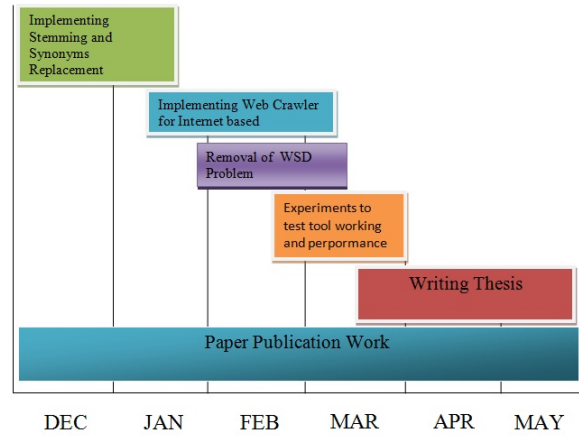 Implementing
Stemming and
Synonyms
Replacement
Implementing Web Crawler
for Internet based
Removal of WSD
Problem
Experiments to
test tool working
and perpormance
Writing Thesis
Paper Publication Work
DEC JAN FEB MAR APR MAY